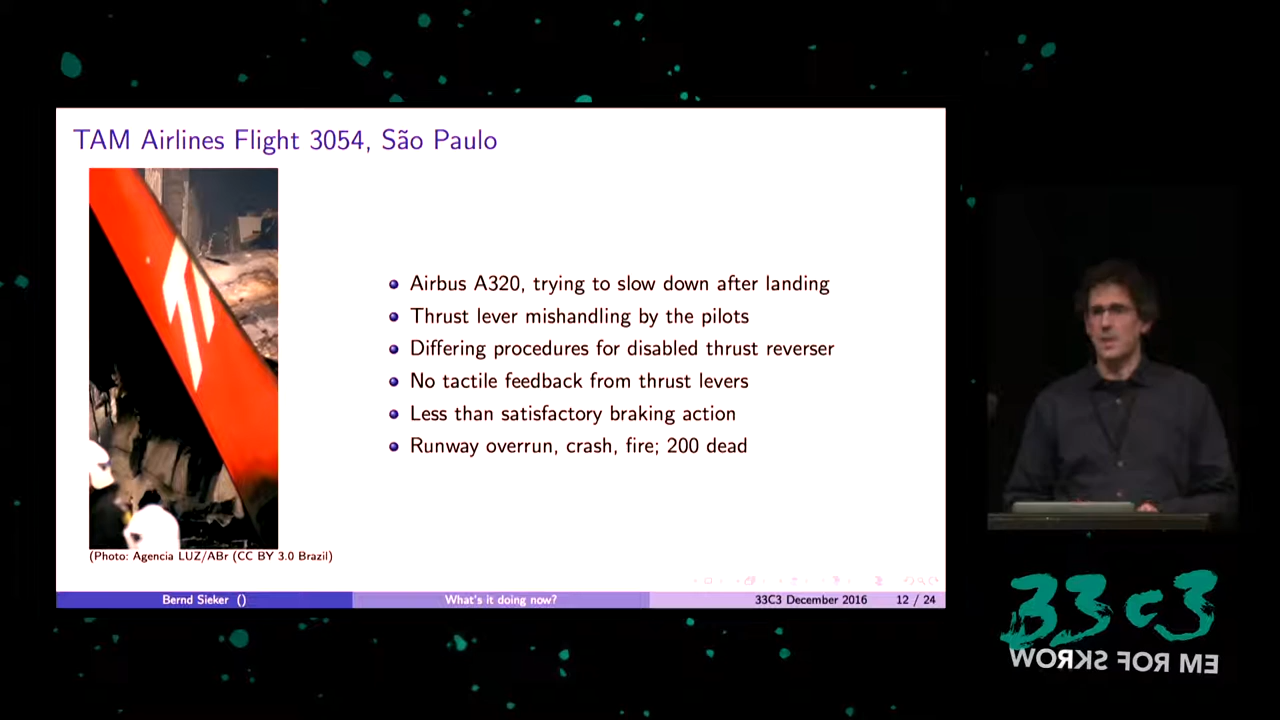 TAM Airlines Flight 3054, São Paulo
Airbus A320, trying to slow down after landing
Thrust lever mishandling by the pilots
Differing procedures for disabled thrust reverser
No tactile feedback from thrust levers
Less than satisfactory braking action
Runway overrun, crash, fire; 200 dead
(Photo: Agencia LUZ/ABr (CC BY 3.0 Brazil)
Bernd Sieker () What's it doing now? 33C3 December 2016 12 / 24
33C3
WORKS FOR ME